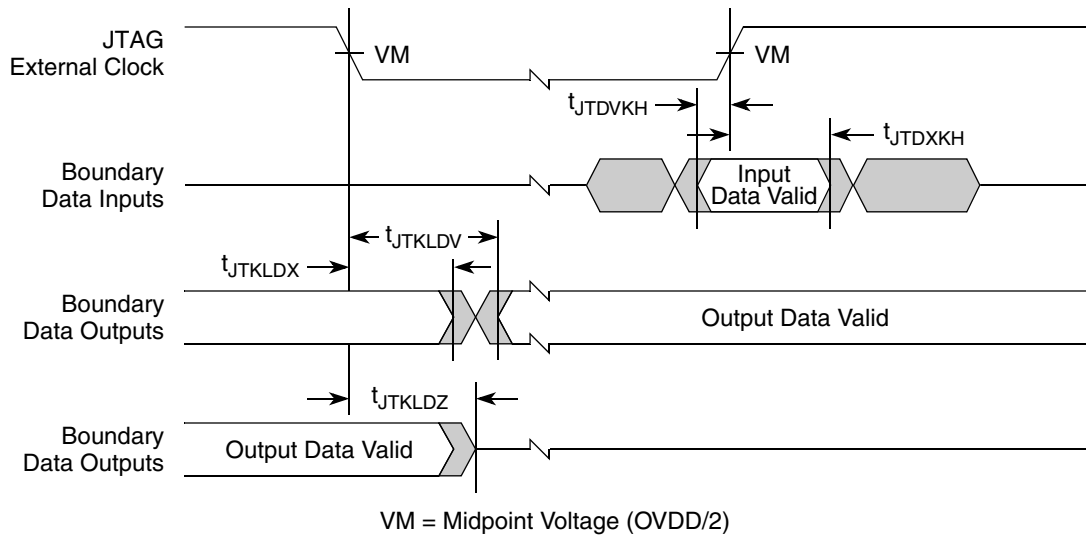 JTAG
External Clock
VM
VM
tJTDVKH
tJTDXKH
Boundary
Data Inputs
Input
Data Valid
tJTKLDV
tJTKLDX
Boundary
Data Outputs
Output Data Valid
tJTKLDZ
Boundary
Data Outputs
Output Data Valid
VM = Midpoint Voltage (OVDD/2)